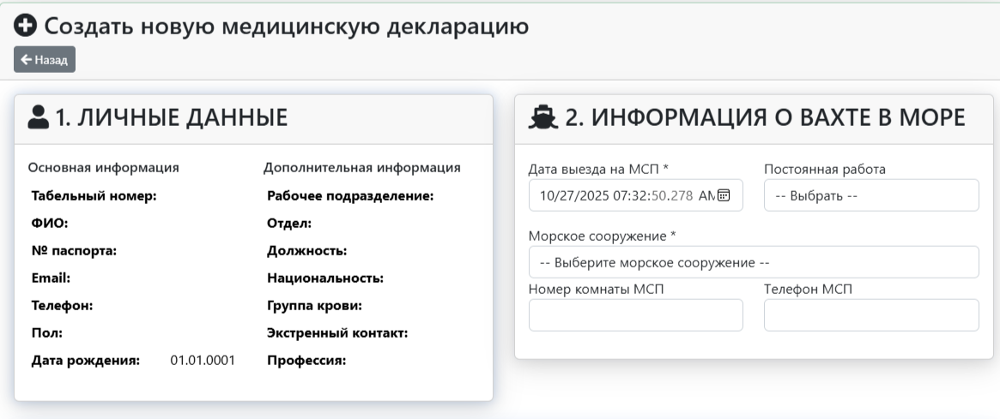 Создать новую медицинскую декларацию
Назад
1. ЛИЧНЫЕ ДАННЫЕ
Основная информация
Табельный номер:
ФИО:
№ паспорта:
Email:
Телефон:
Пол:
Дата рождения: 01.01.0001
Дополнительная информация
Рабочее подразделение:
Отдел:
Должность:
Национальность:
Группа крови:
Экстренный контакт:
Профессия:
2. ИНФОРМАЦИЯ О ВАХТЕ В МОРЕ
Дата выезда на МСП *
10/27/2025 07:32:50.278 AM
Постоянная работа
-- Выбрать --
Морское сооружение *
-- Выберите морское сооружение --
Номер комнаты МСП
Телефон МСП